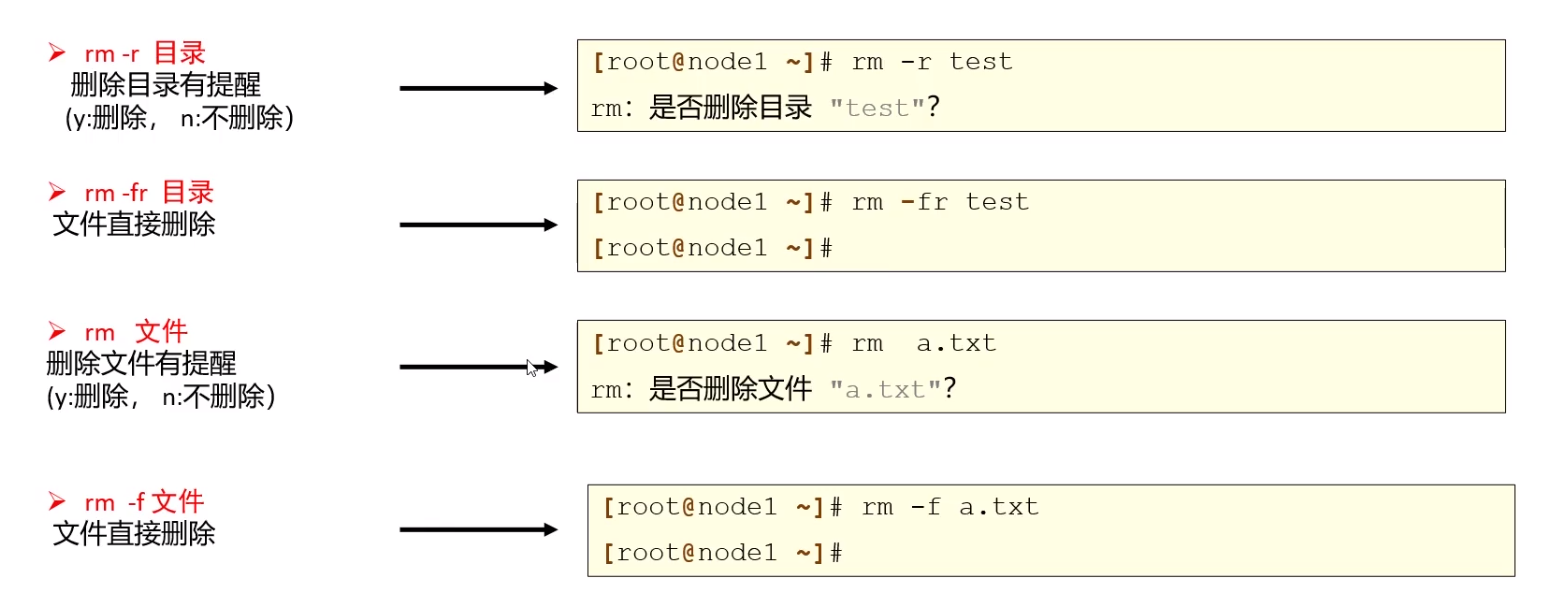 ➢ rm -r 目录
删除目录有提醒
(y:删除， n:不删除）
[root@node1 ~]# rm -r test
rm：是否删除目录 "test"？
➢ rm -fr 目录
文件直接删除
[root@node1 ~]# rm -fr test
[root@node1 ~]#
➢ rm 文件
删除文件有提醒
(y:删除， n:不删除）
[root@node1 ~]# rm  a.txt
rm：是否删除文件 "a.txt"？
➢ rm -f 文件
文件直接删除
[root@node1 ~]# rm -f a.txt
[root@node1 ~]#